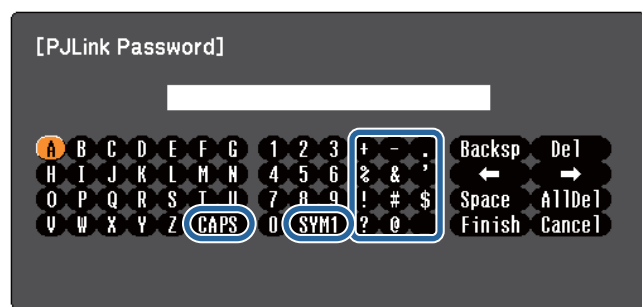 [PJLink Password]
A B C D E F G 1 2 3 + - . Backsp Del
H I J K L M N 4 5 6 % & ' ← →
O P Q R S T U 7 8 9 ! # $ Space AllDel
V W X Y Z CAPS 0 SYM1 ? @ Finish Cancel